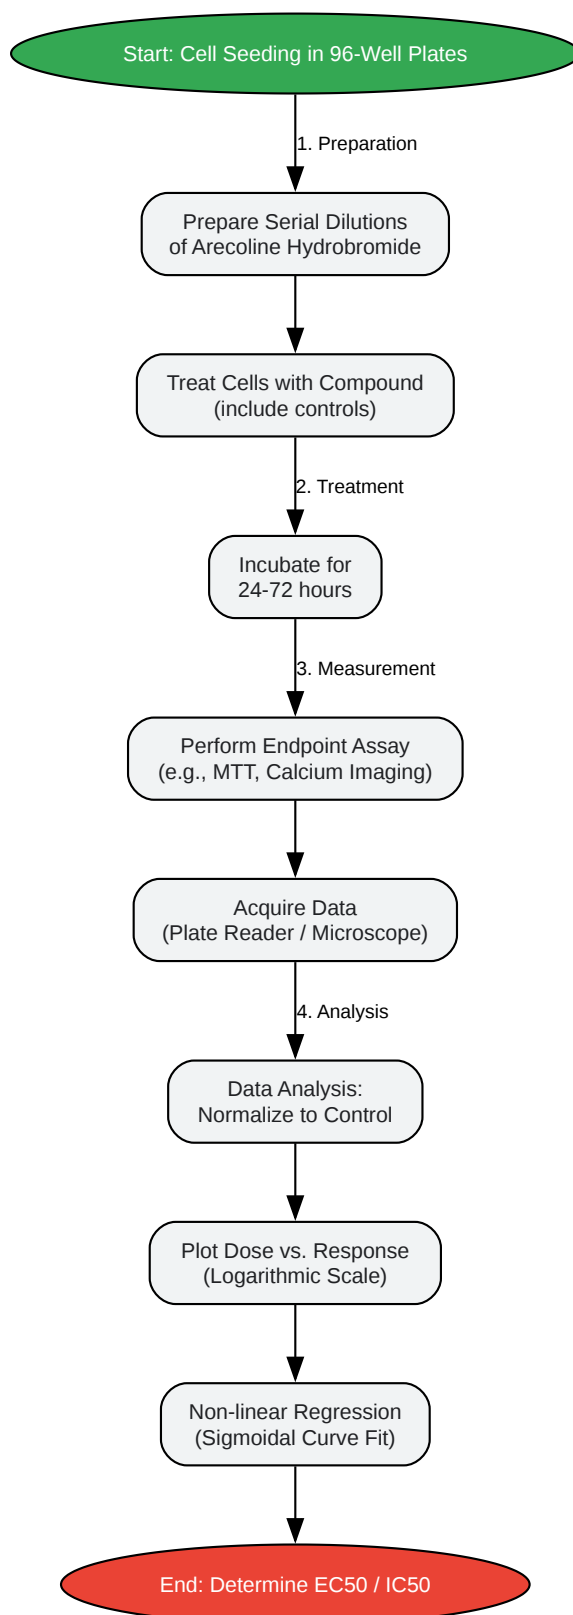 Start: Cell Seeding in 96-Well Plates
1. Preparation
Prepare Serial Dilutions
of Arecoline Hydrobromide
Treat Cells with Compound
(include controls)
2. Treatment
Incubate for
24-72 hours
3. Measurement
Perform Endpoint Assay
(e.g., MTT, Calcium Imaging)
Acquire Data
(Plate Reader / Microscope)
4. Analysis
Data Analysis:
Normalize to Control
Plot Dose vs. Response
(Logarithmic Scale)
Non-linear Regression
(Sigmoidal Curve Fit)
End: Determine EC50 / IC50